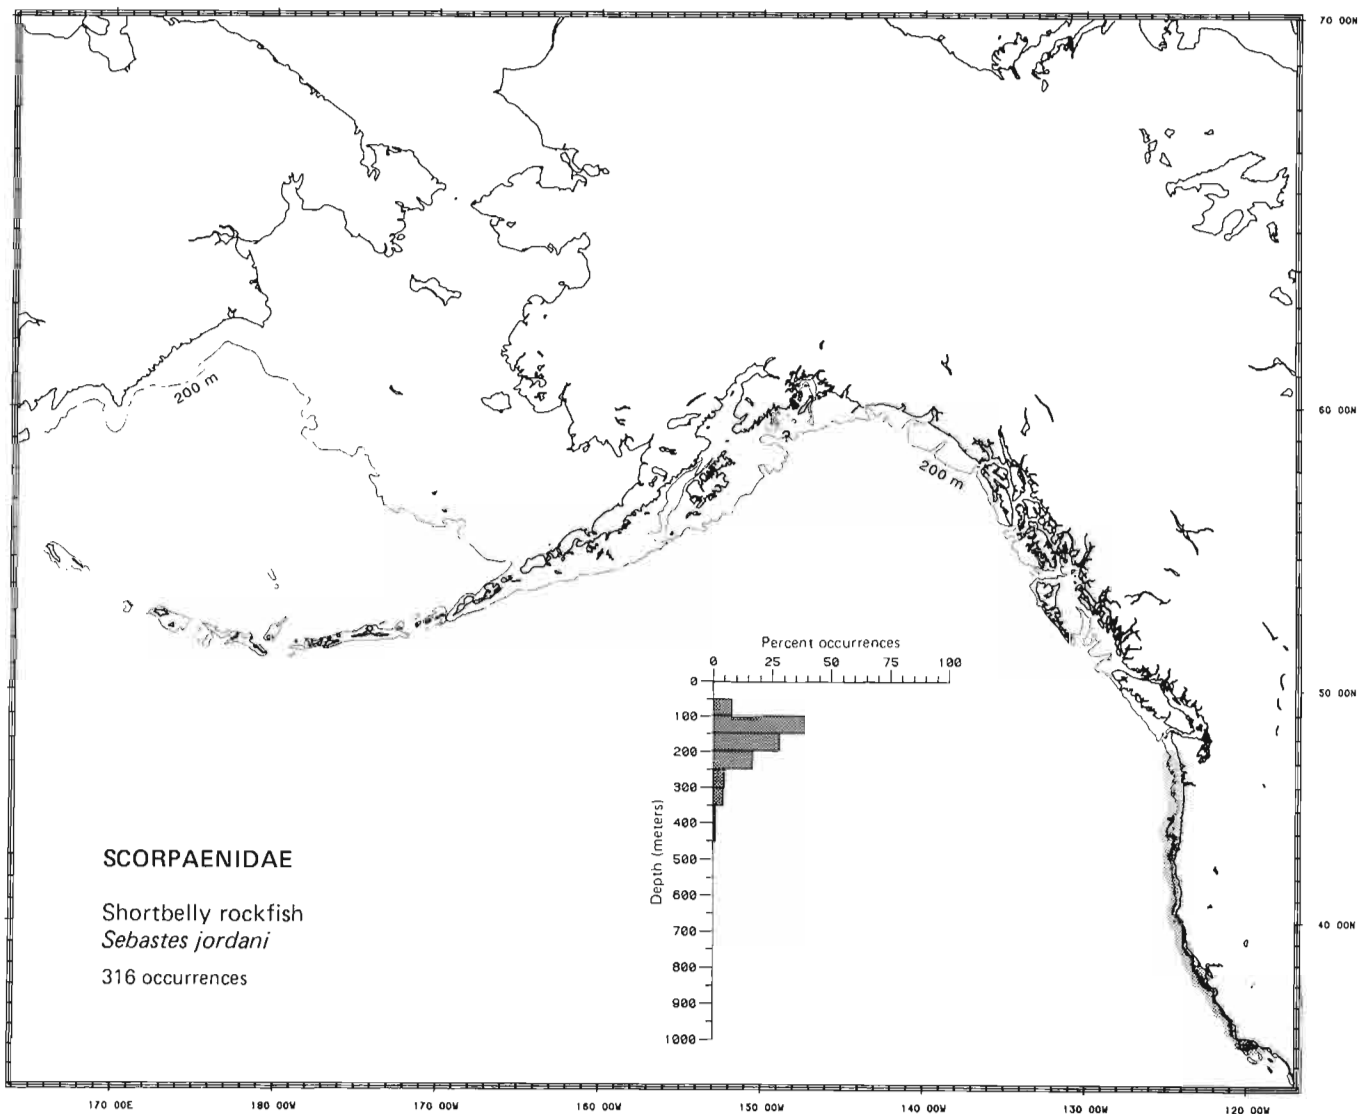 70 00N
200 m
60 00N
200 m
Percent occurrences
0 25 50 75 100
50 00N
0
100
200
300
400
500
600
700
800
900
1000
Depth (meters)
40 00N
SCORPAENIDAE
Shortbelly rockfish
Sebastes jordani
316 occurrences
170 00E 180 00W 170 00W 160 00W 150 00W 140 00W 130 00W 120 00W